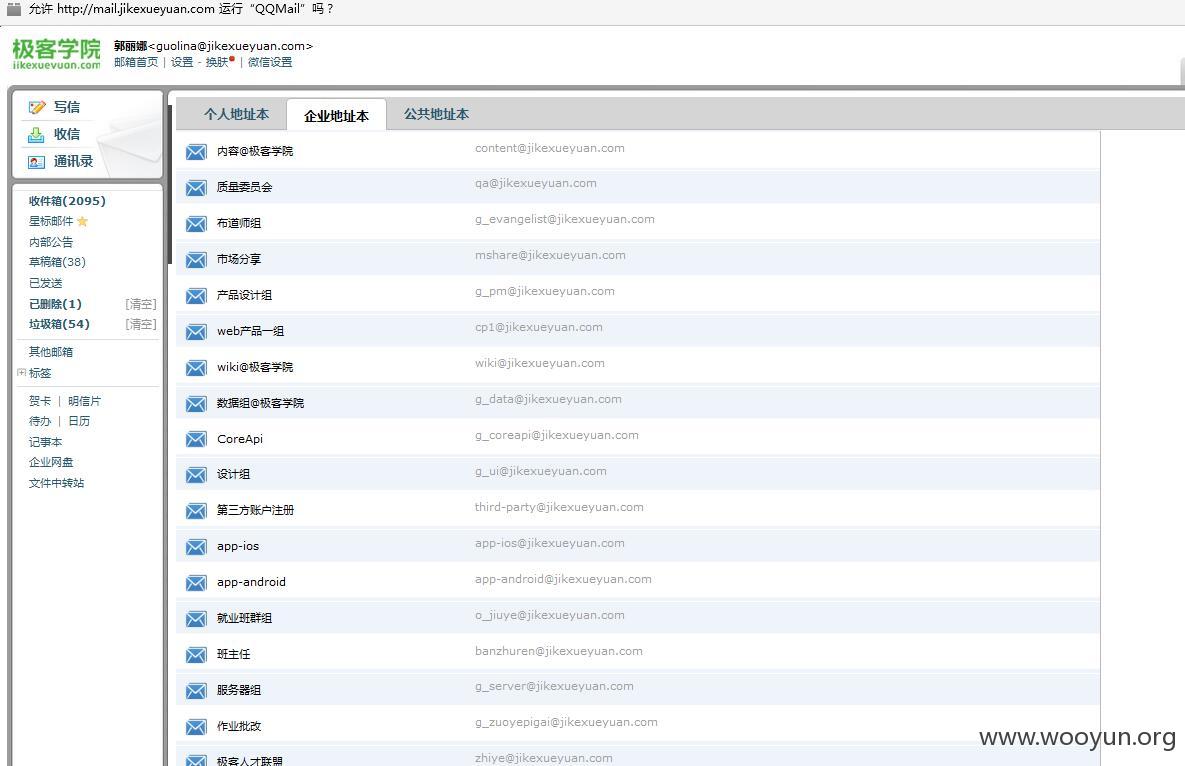 允许 http://mail.jikexueyuan.com 运行“QQMail”吗？
极客学院
jikexueyuan.com
郭丽娜<guolina@jikexueyuan.com>
邮箱首页 | 设置 - 换肤 | 微信设置
写信
收信
通讯录
收件箱(2095)
星标邮件
内部公告
草稿箱(38)
已发送
已删除(1) [清空]
垃圾箱(54) [清空]
其他邮箱
标签
贺卡 | 明信片
待办 | 日历
记事本
企业网盘
文件中转站
个人地址本 企业地址本 公共地址本
内容@极客学院 content@jikexueyuan.com
质量委员会 qa@jikexueyuan.com
布道师组 g_evangelist@jikexueyuan.com
市场分享 mshare@jikexueyuan.com
产品设计组 g_pm@jikexueyuan.com
web产品一组 cp1@jikexueyuan.com
wiki@极客学院 wiki@jikexueyuan.com
数据组@极客学院 g_data@jikexueyuan.com
CoreApi g_coreapi@jikexueyuan.com
设计组 g_ui@jikexueyuan.com
第三方账户注册 third-party@jikexueyuan.com
app-ios app-ios@jikexueyuan.com
app-android app-android@jikexueyuan.com
就业班群组 o_jiuye@jikexueyuan.com
班主任 banzhuren@jikexueyuan.com
服务器组 g_server@jikexueyuan.com
作业批改 g_zuoyepigai@jikexueyuan.com
极客人才联盟 zhiye@jikexueyuan.com
www.wooyun.org